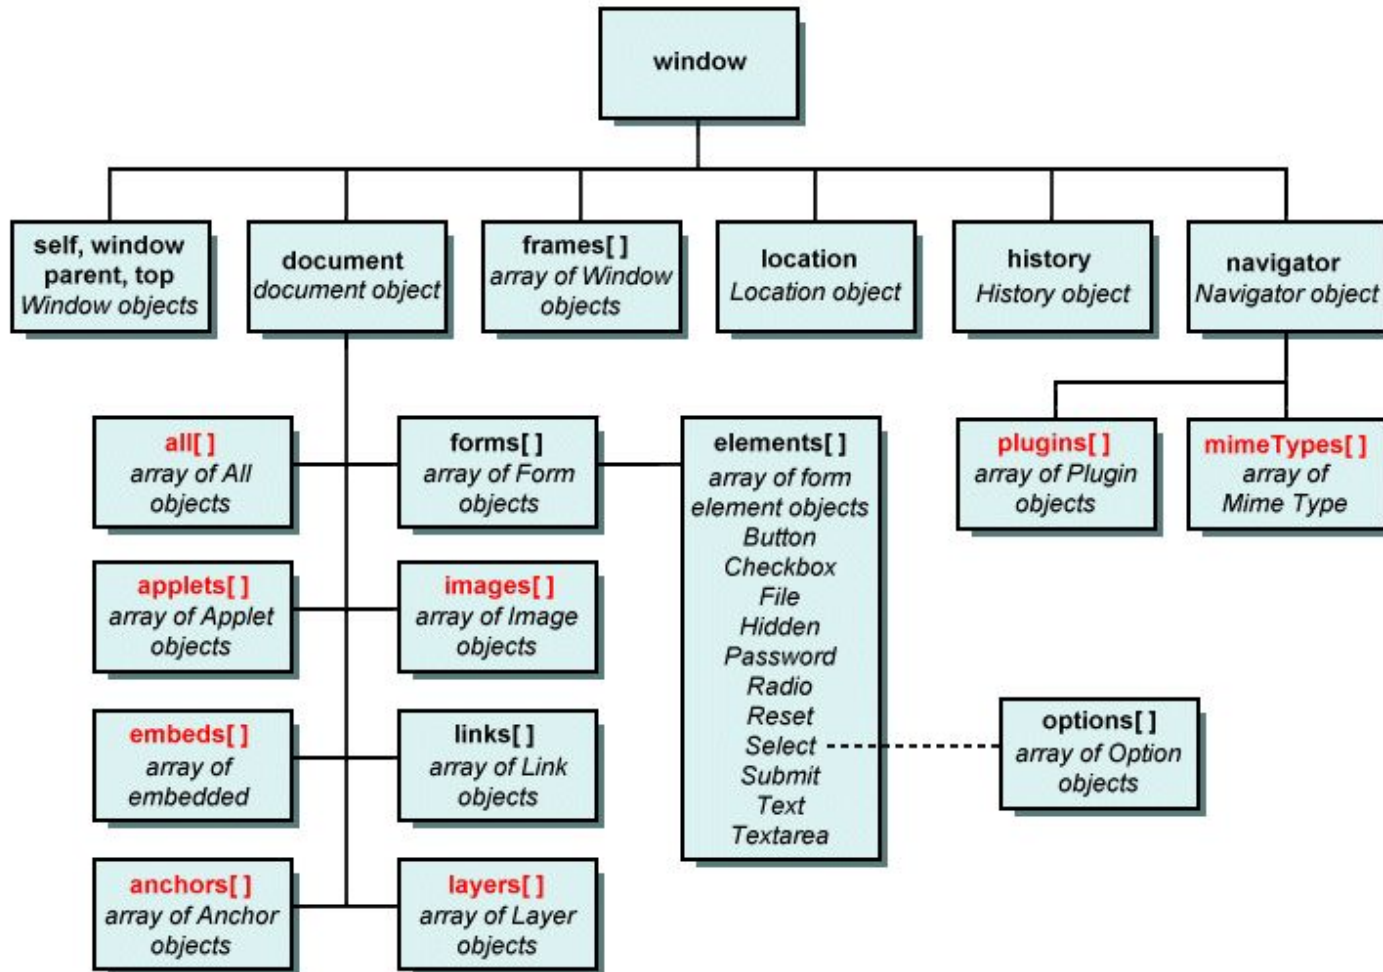 window
self, window
parent, top
Window objects
document
document object
frames[ ]
array of Window
objects
location
Location object
history
History object
navigator
Navigator object
all[ ]
array of All
objects
forms[ ]
array of Form
objects
elements[ ]
array of form
element objects
Button
Checkbox
File
Hidden
Password
Radio
Reset
Select
Submit
Text
Textarea
plugins[ ]
array of Plugin
objects
mimeTypes[ ]
array of
Mime Type
applets[ ]
array of Applet
objects
images[ ]
array of Image
objects
embeds[ ]
array of
embedded
links[ ]
array of Link
objects
options[ ]
array of Option
objects
anchors[ ]
array of Anchor
objects
layers[ ]
array of Layer
objects